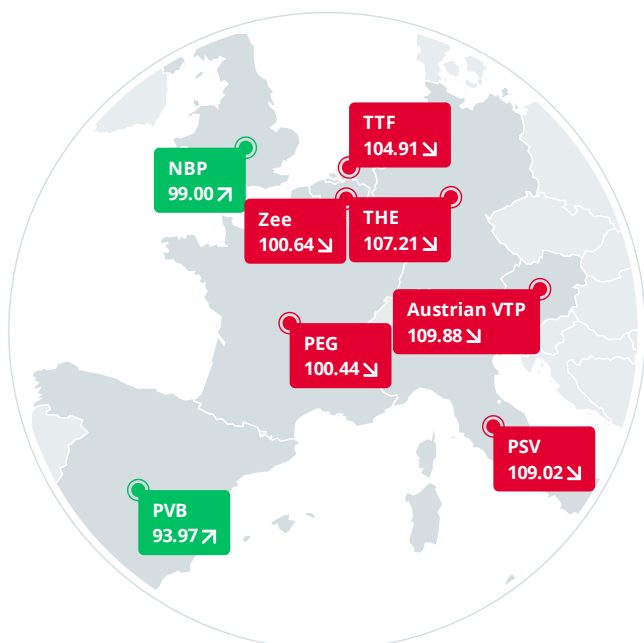 TTF
104.91
NBP
99.00
Zee
100.64
THE
107.21
Austrian VTP
109.88
PEG
100.44
PSV
109.02
PVB
93.97